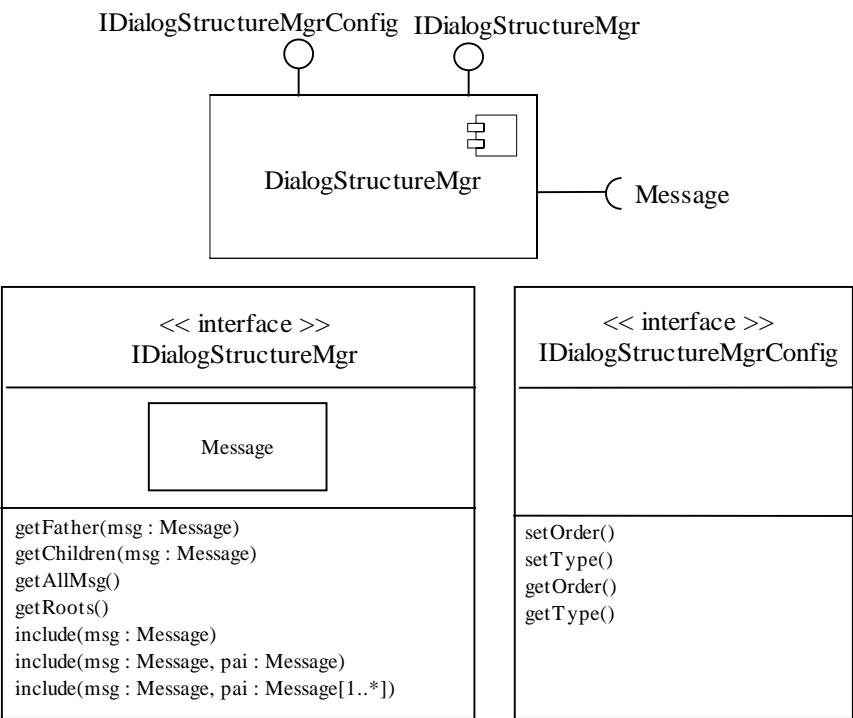 IDialogStructureMgrConfig IDialogStructureMgr
DialogStructureMgr
Message
<< interface >>
IDialogStructureMgr
Message
getFather(msg : Message)
getChildren(msg : Message)
getAllMsg()
getRoots()
include(msg : Message)
include(msg : Message, pai : Message)
include(msg : Message, pai : Message[1..*])
<< interface >>
IDialogStructureMgrConfig
setOrder()
setType()
getOrder()
getType()